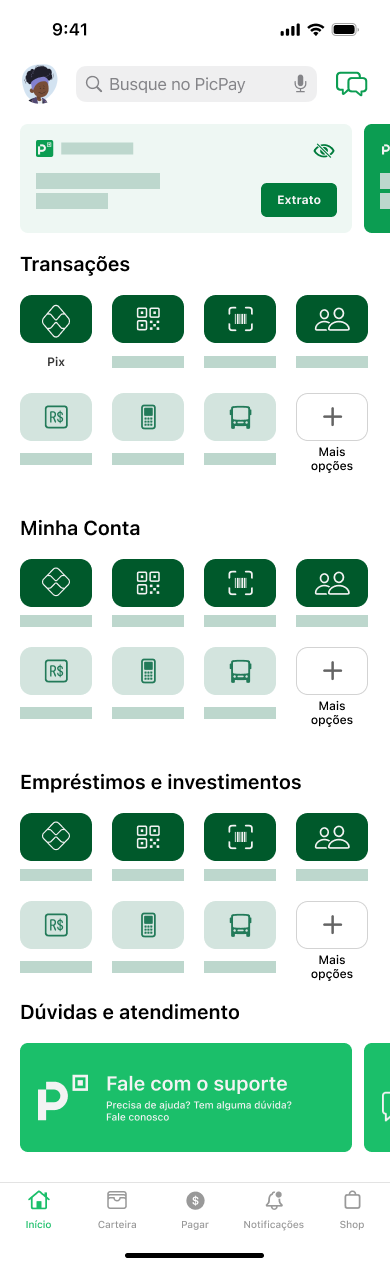 9:41
Busque no PicPay
Extrato
Transações
Pix
R$
Mais
opções
Minha Conta
R$
Mais
opções
Empréstimos e investimentos
R$
Mais
opções
Dúvidas e atendimento
Fale com o suporte
Precisa de ajuda? Tem alguma dúvida?
Fale conosco
Início
Carteira
Pagar
Notificações
Shop